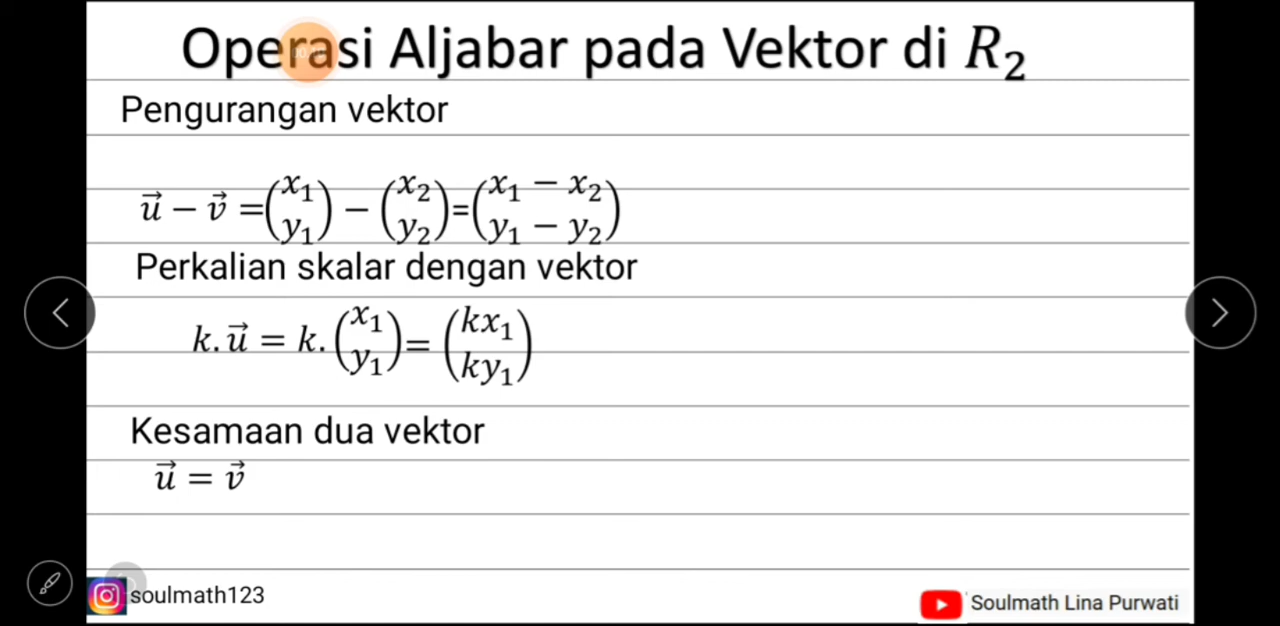 Operasi Aljabar pada Vektor di R₂
Pengurangan vektor
u⃗ − v⃗ = (x₁ y₁) − (x₂ y₂) = (x₁ − x₂ y₁ − y₂)
Perkalian skalar dengan vektor
k. u⃗ = k. (x₁ y₁) = (kx₁ ky₁)
Kesamaan dua vektor
u⃗ = v⃗
soulmath123
Soulmath Lina Purwati